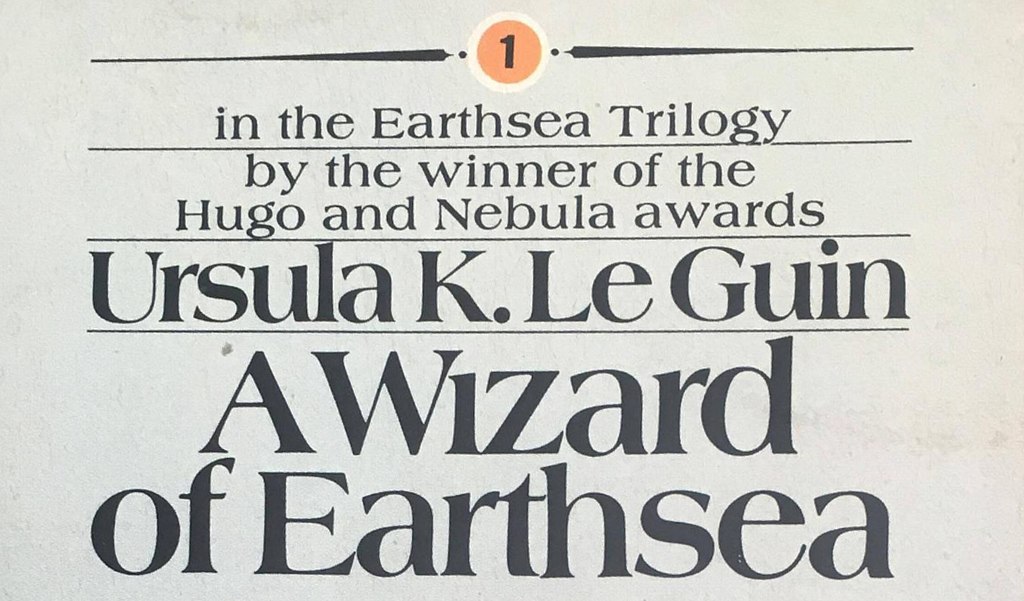 1
in the Earthsea Trilogy
by the winner of the
Hugo and Nebula awards
Ursula K. Le Guin
A Wizard
of Earthsea